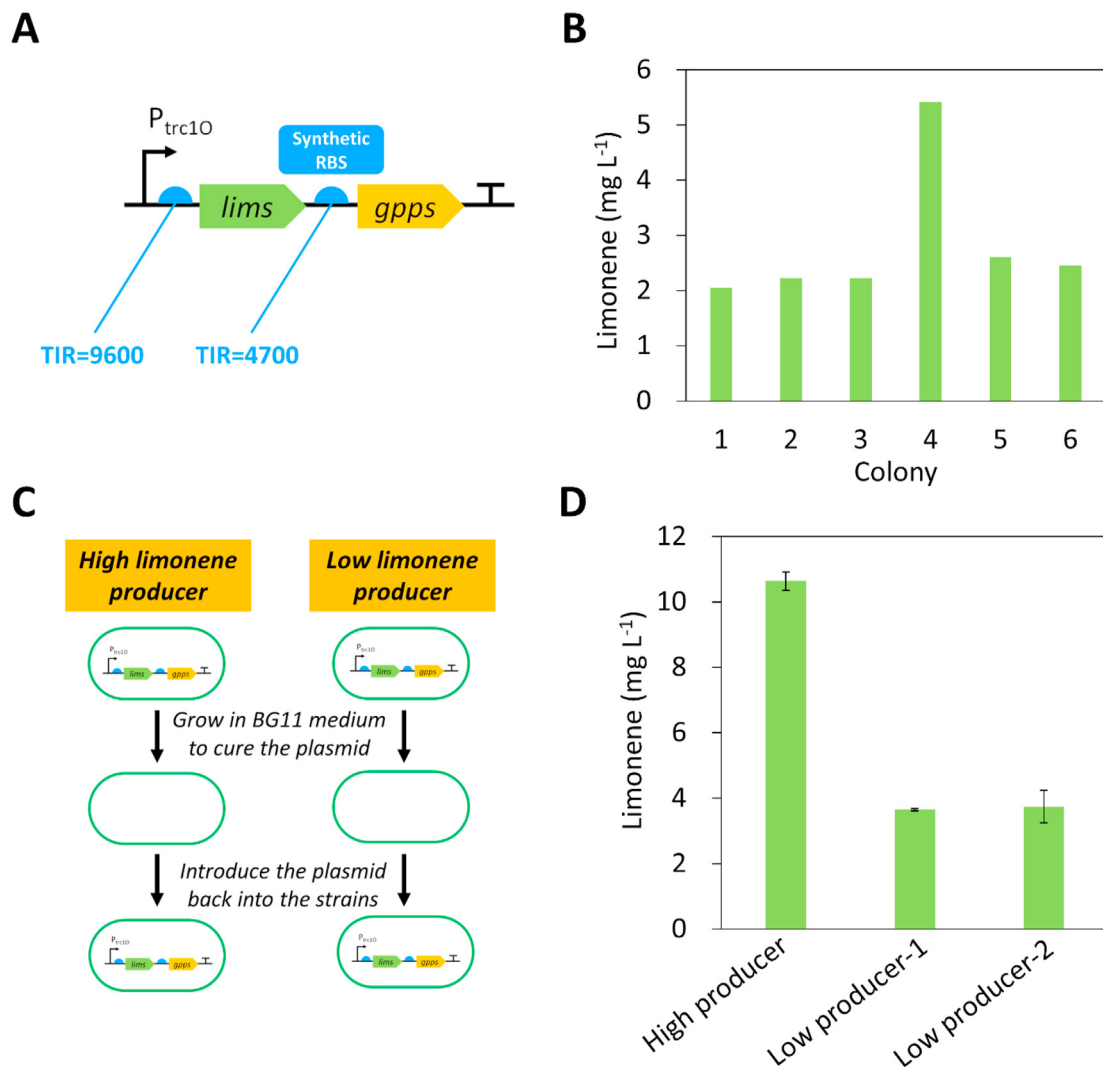 A
P trc1O
Synthetic
RBS
lims
gpps
TIR=9600
TIR=4700
B
Limonene (mg L-1)
6
5
4
3
2
1
0
1 2 3 4 5 6
Colony
C
High limonene
producer
Low limonene
producer
Ptrc1O
lims
gpps
Ptrc1O
lims
gpps
Grow in BG11 medium
to cure the plasmid
Introduce the plasmid
back into the strains
Ptrc1O
lims
gpps
Ptrc1O
lims
gpps
D
Limonene (mg L-1)
12
10
8
6
4
2
0
High producer
Low producer-1
Low producer-2